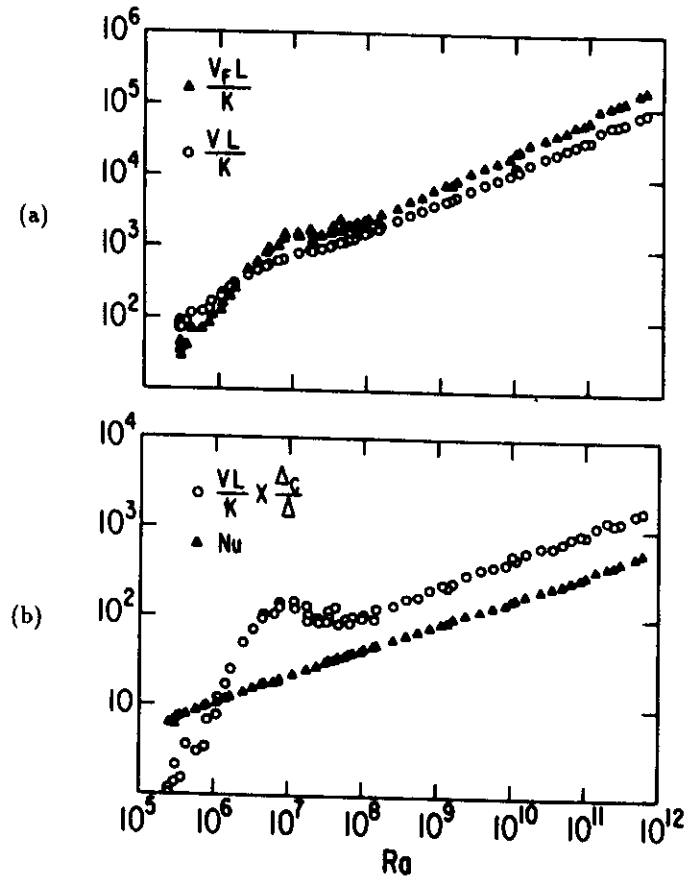 (a)
10^6
10^5
10^4
10^3
10^2
▲ V_F L / K
○ V L / K
(b)
10^4
10^3
10^2
10
○ VL / K × Δ_c / Δ
▲ Nu
10^5 10^6 10^7 10^8 10^9 10^10 10^11 10^12
Ra